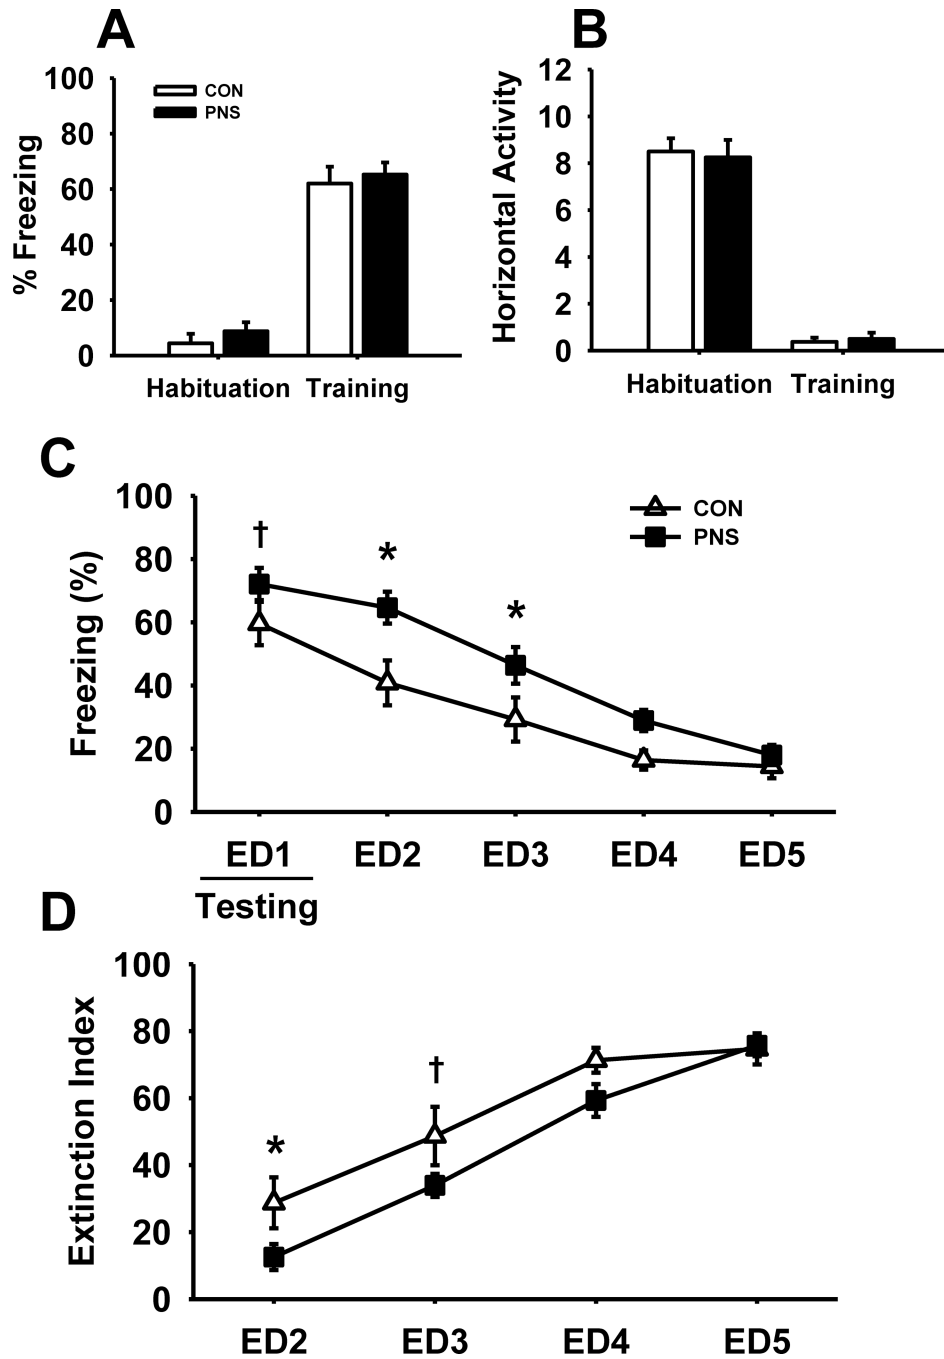 A
% Freezing
100
80
60
40
20
0
CON
PNS
Habituation Training
B
Horizontal Activity
12
10
8
6
4
2
0
Habituation Training
C
Freezing (%)
100
80
60
40
20
0
†
*
*
CON
PNS
ED1 ED2 ED3 ED4 ED5
Testing
D
Extinction Index
100
80
60
40
20
0
*
†
ED2 ED3 ED4 ED5